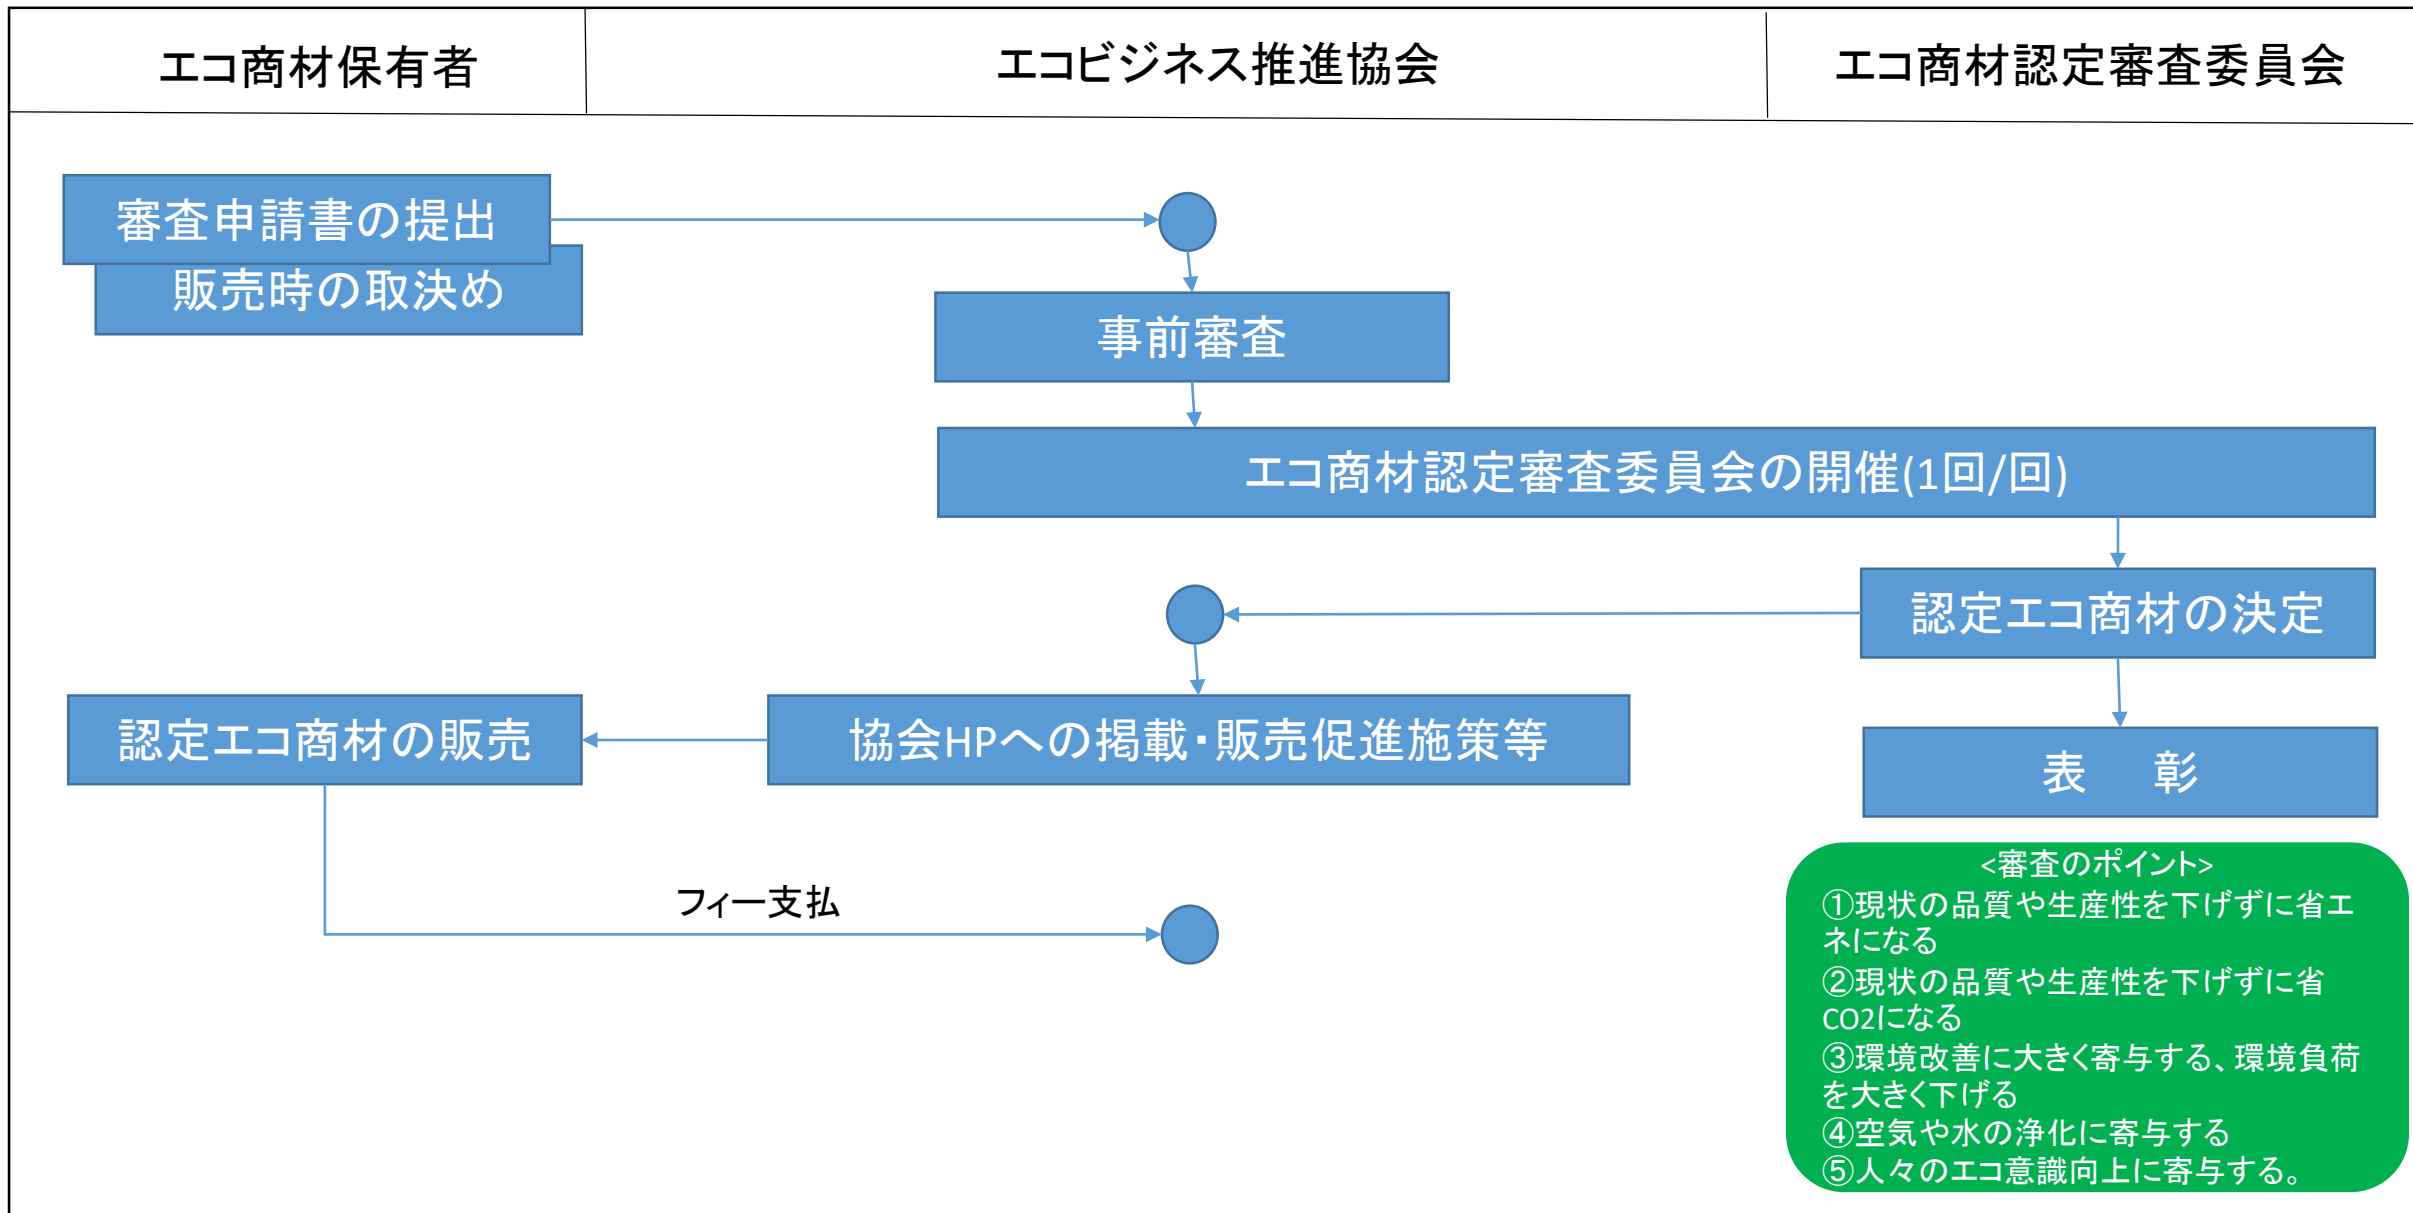 エコ商材保有者
エコビジネス推進協会
エコ商材認定審査委員会
審査申請書の提出
販売時の取決め
事前審査
エコ商材認定審査委員会の開催(1回/回)
認定エコ商材の決定
認定エコ商材の販売
協会HPへの掲載・販売促進施策等
表　彰
フィー支払
<審査のポイント>
①現状の品質や生産性を下げずに省エ
ネになる
②現状の品質や生産性を下げずに省
CO2になる
③環境改善に大きく寄与する、環境負荷
を大きく下げる
④空気や水の浄化に寄与する
⑤人々のエコ意識向上に寄与する。